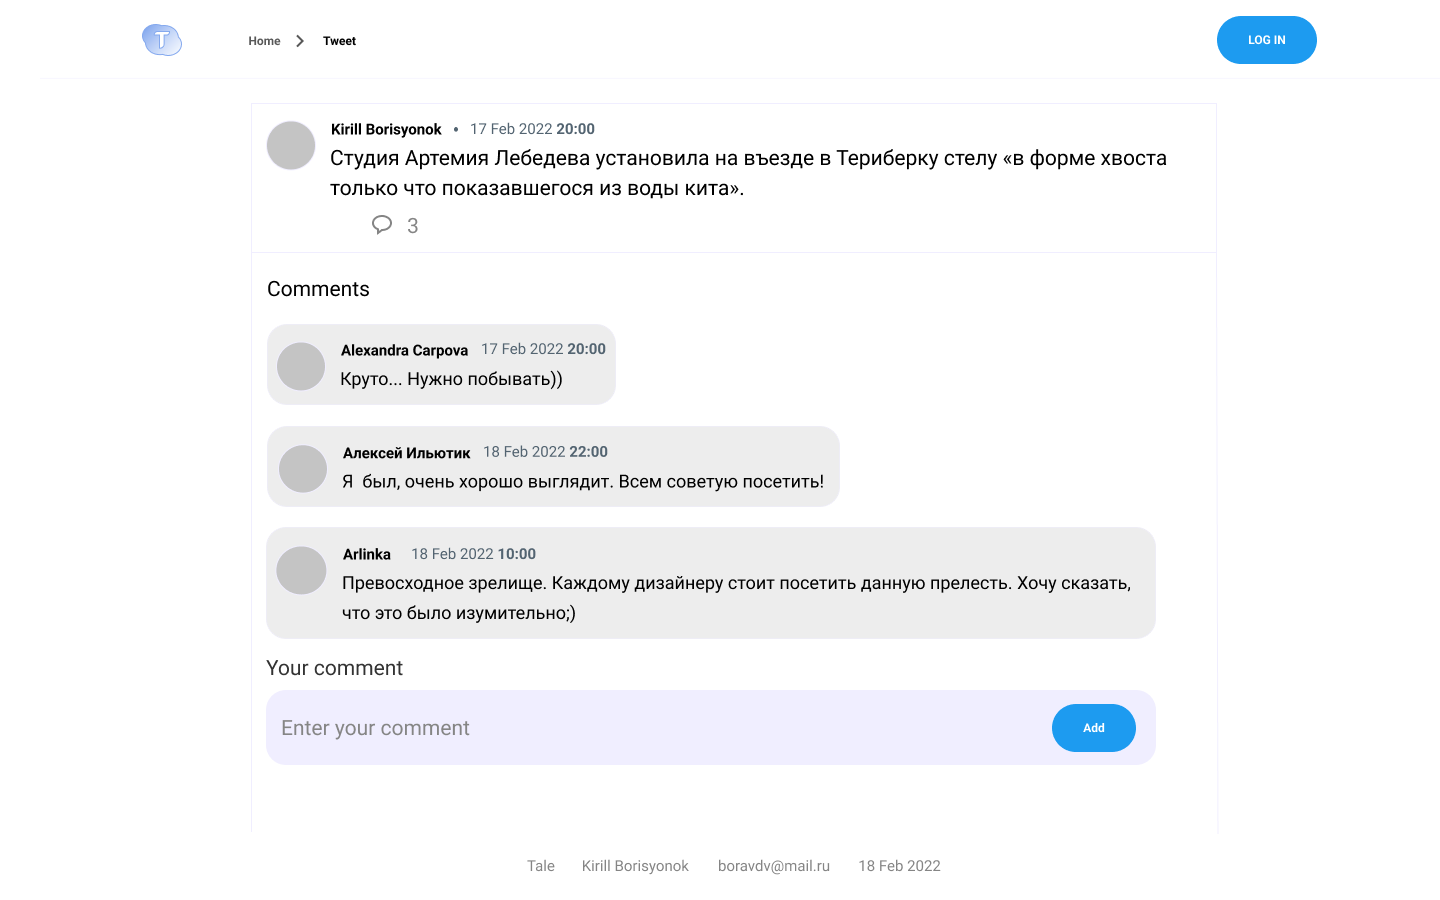 T
Home Tweet
LOG IN
Kirill Borisyonok • 17 Feb 2022 20:00
Студия Артемия Лебедева установила на въезде в Териберку стелу «в форме хвоста
только что показавшегося из воды кита».
3
Comments
Alexandra Carpova 17 Feb 2022 20:00
Круто... Нужно побывать))
Алексей Ильютик 18 Feb 2022 22:00
Я был, очень хорошо выглядит. Всем советую посетить!
Arlinka 18 Feb 2022 10:00
Превосходное зрелище. Каждому дизайнеру стоит посетить данную прелесть. Хочу сказать,
что это было изумительно;)
Your comment
Enter your comment
Add
Tale Kirill Borisyonok boravdv@mail.ru 18 Feb 2022